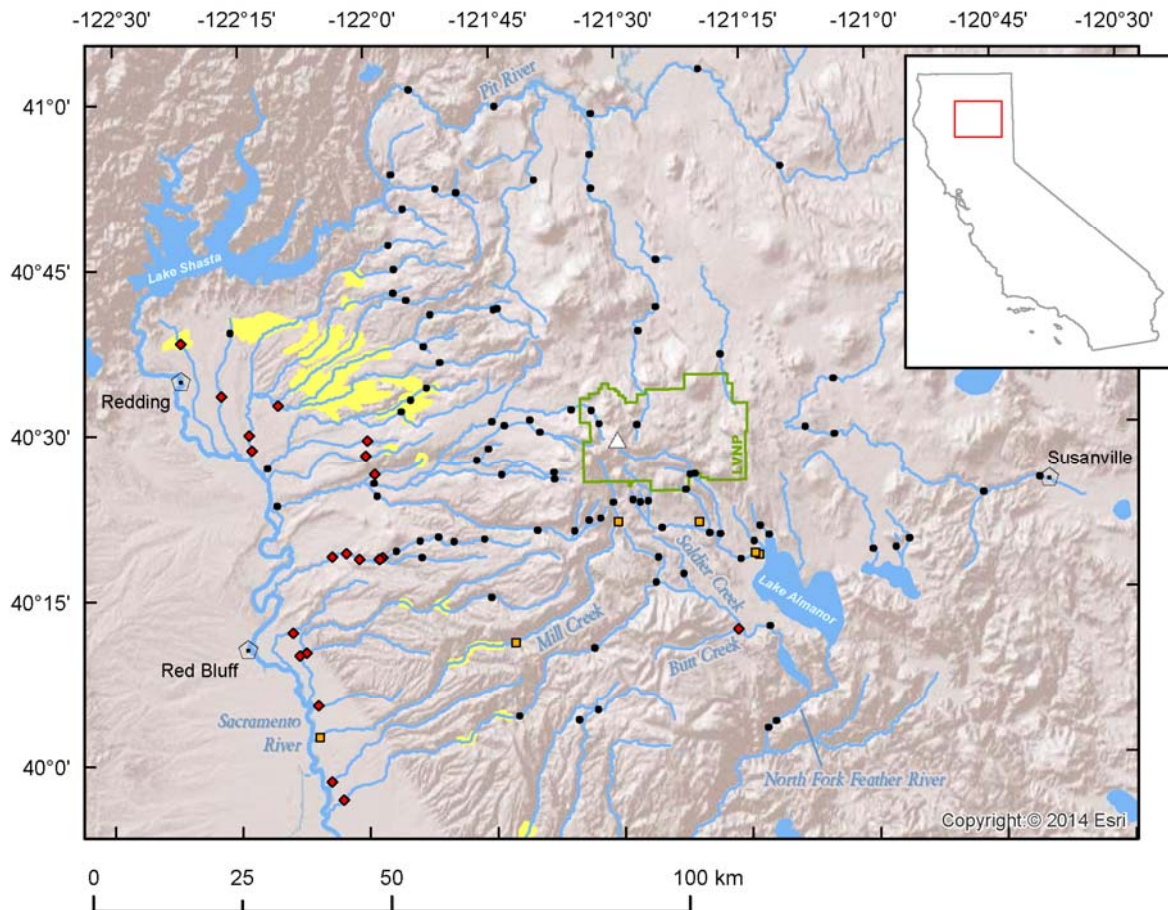 -122°30' -122°15' -122°0' -121°45' -121°30' -121°15' -121°0' -120°45' -120°30'
41°0'
Pit River
40°45'
Lake Shasta
Redding
40°30'
LVNP
Susanville
40°15'
Soldier Creek
Lake Almanor
Mill Creek
Butt Creek
Red Bluff
Sacramento
River
40°0'
North Fork Feather River
Copyright:© 2014 Esri
0 25 50 100 km